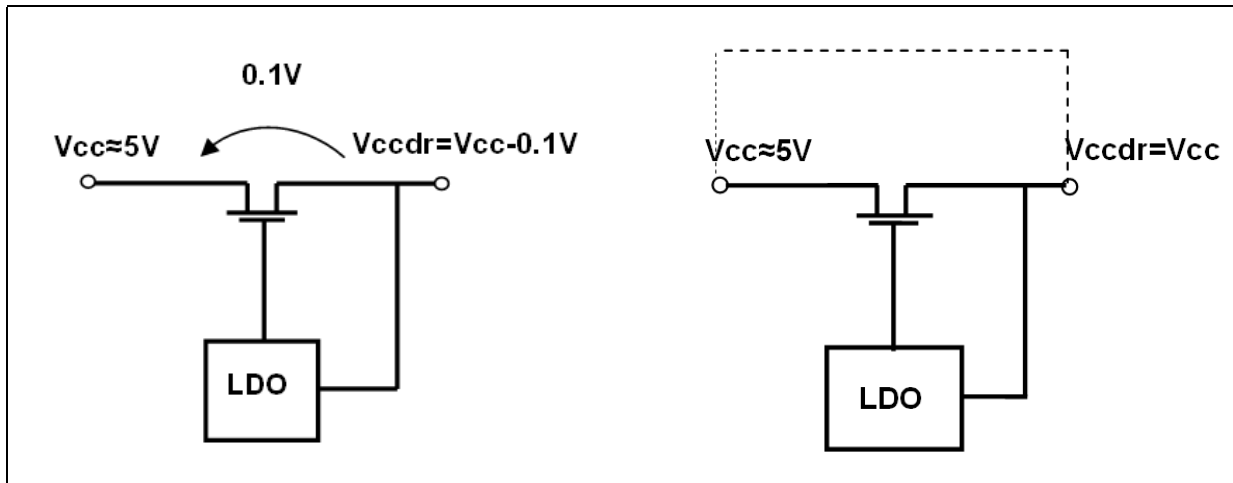 0.1V
Vcc≈5V
Vccdr=Vcc-0.1V
LDO
Vcc≈5V
Vccdr=Vcc
LDO